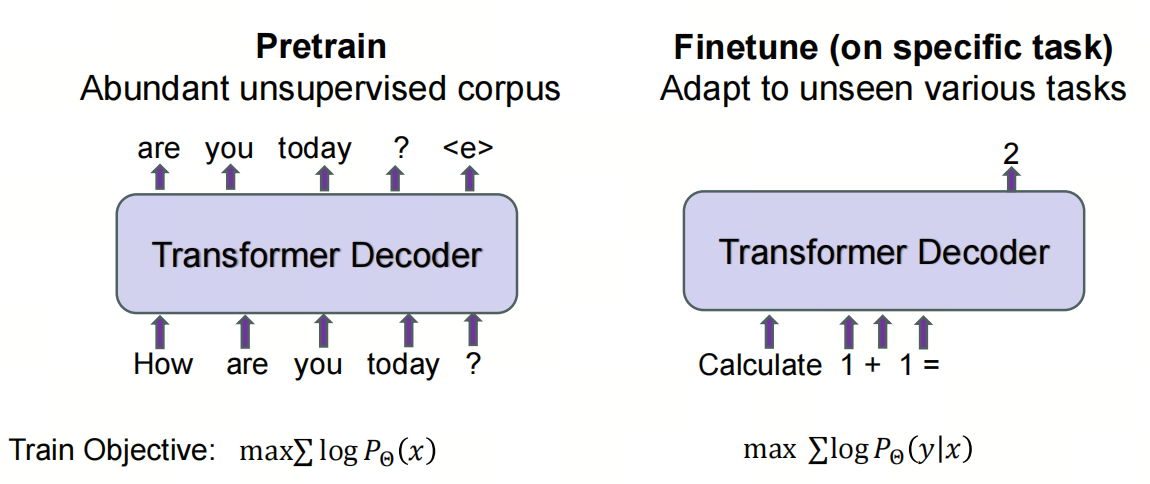 Pretrain
Abundant unsupervised corpus
are you today ? <e>
Transformer Decoder
How are you today ?
Train Objective: max∑ log P_Θ(x)
Finetune (on specific task)
Adapt to unseen various tasks
2
Transformer Decoder
Calculate 1 + 1 =
max ∑log P_Θ(y|x)